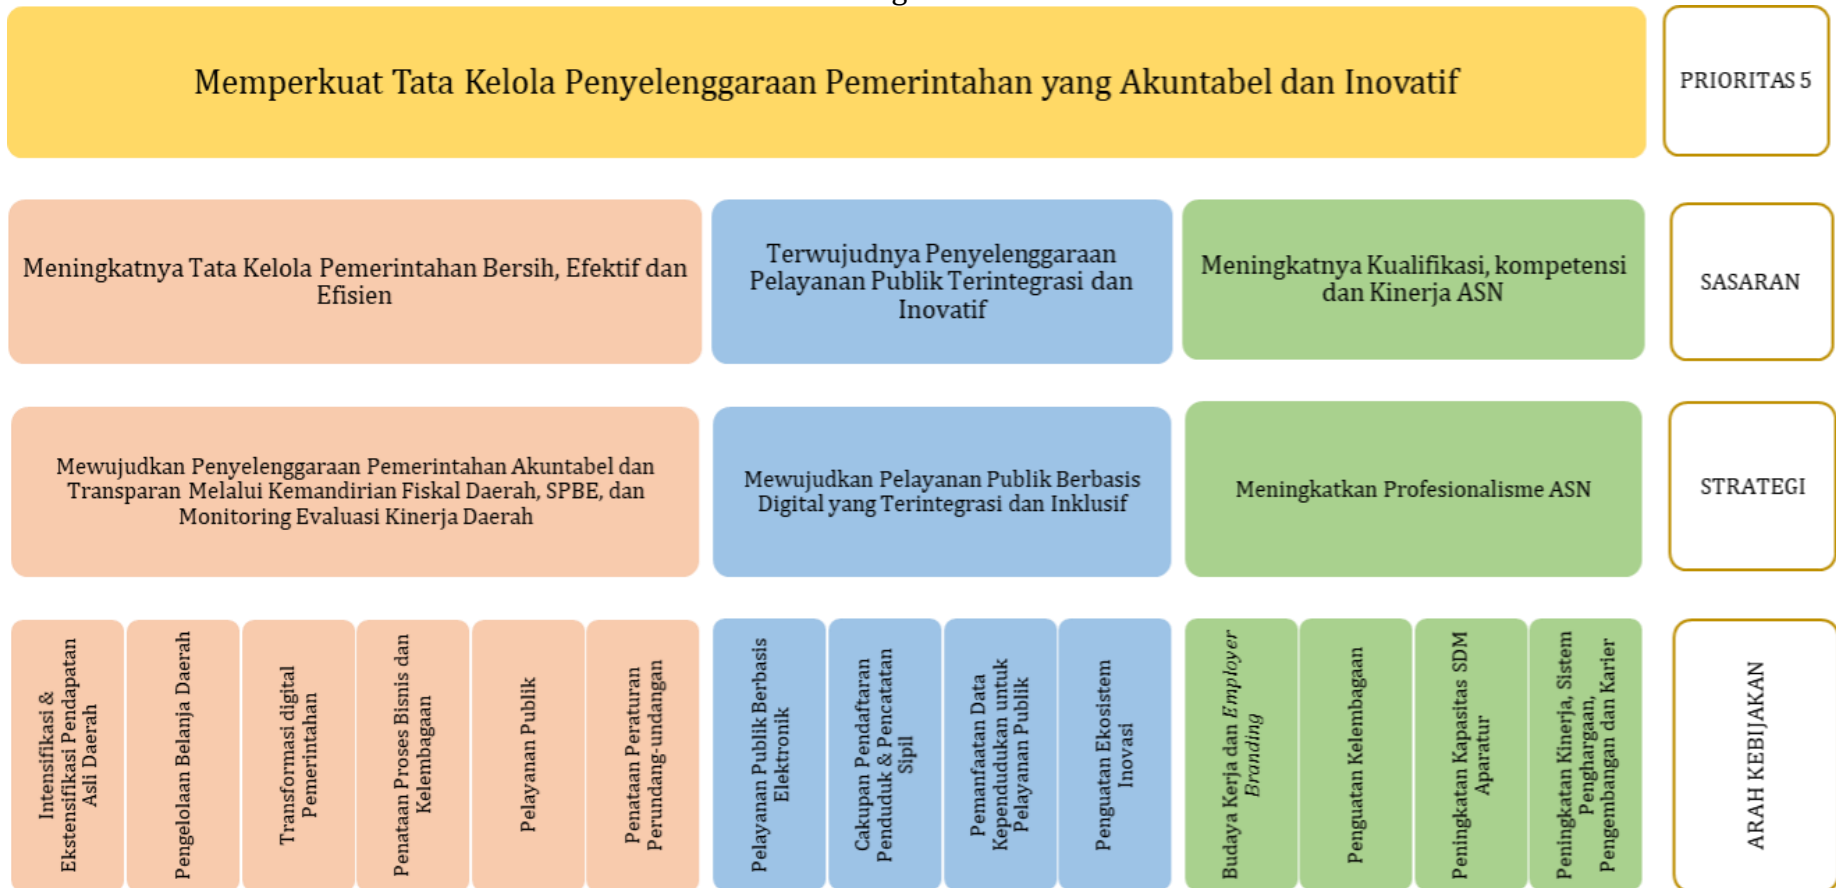 g
Memperkuat Tata Kelola Penyelenggaraan Pemerintahan yang Akuntabel dan Inovatif
PRIORITAS 5
Meningkatnya Tata Kelola Pemerintahan Bersih, Efektif dan
Efisien
Terwujudnya Penyelenggaraan
Pelayanan Publik Terintegrasi dan
Inovatif
Meningkatnya Kualifikasi, kompetensi
dan Kinerja ASN
SASARAN
Mewujudkan Penyelenggaraan Pemerintahan Akuntabel dan
Transparan Melalui Kemandirian Fiskal Daerah, SPBE, dan
Monitoring Evaluasi Kinerja Daerah
Mewujudkan Pelayanan Publik Berbasis
Digital yang Terintegrasi dan Inklusif
Meningkatkan Profesionalisme ASN
STRATEGI
Intensifikasi &
Ekstensifikasi Pendapatan
Asli Daerah
Pengelolaan Belanja Daerah
Transformasi digital
Pemerintahan
Penataan Proses Bisnis dan
Kelembagaan
Pelayanan Publik
Penataan Peraturan
Perundang-undangan
Pelayanan Publik Berbasis
Elektronik
Cakupan Pendaftaran
Penduduk & Pencatatan
Sipil
Pemanfaatan Data
Kependudukan untuk
Pelayanan Publik
Penguatan Ekosistem
Inovasi
Budaya Kerja dan Employer
Branding
Penguatan Kelembagaan
Peningkatan Kapasitas SDM
Aparatur
Peningkatan Kinerja, Sistem
Penghargaan,
Pengembangan dan Karier
ARAH KEBIJAKAN